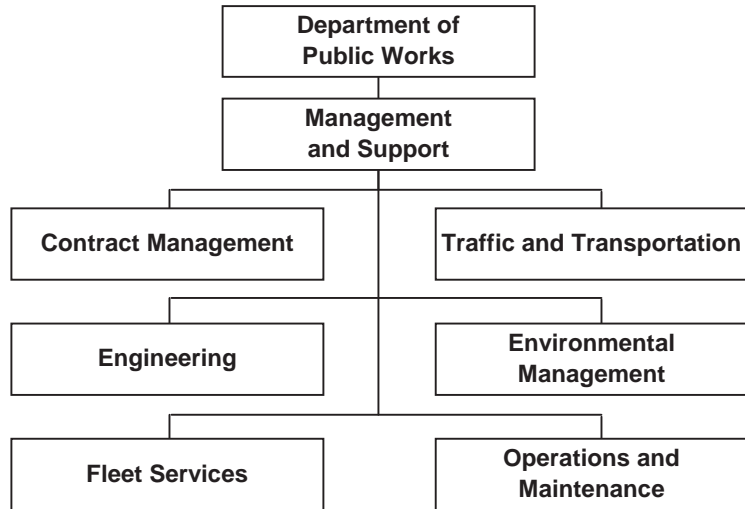 Department of
Public Works
Management
and Support
Contract Management
Traffic and Transportation
Engineering
Environmental
Management
Fleet Services
Operations and
Maintenance